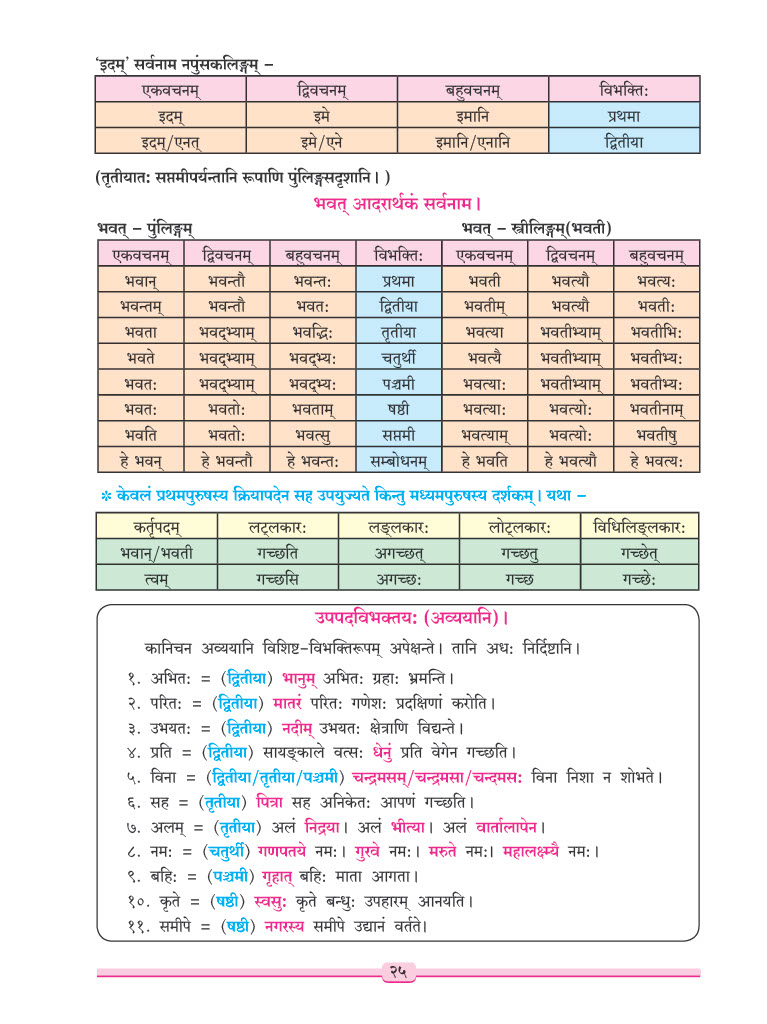 ‘इदम्’ सर्वनाम नपुंसकलिङ्गम् –
एकवचनम् द्विवचनम् बहुवचनम् विभक्ति:
इदम् इमे इमानि प्रथमा
इदम्/एनत् इमे/एने इमानि/एनानि द्वितीया
(तृतीयात: सप्तमीपर्यन्तानि रूपाणि पुंलिङ्गसदृशानि। )
भवत् आदरार्थकं सर्वनाम।
भवत् – पुंलिङ्गम् भवत् – स्त्रीलिङ्गम्(भवती)
एकवचनम् द्विवचनम् बहुवचनम् विभक्ति: एकवचनम् द्विवचनम् बहुवचनम्
भवान् भवन्तौ भवन्त: प्रथमा भवती भवत्यौ भवत्य:
भवन्तम् भवन्तौ भवत: द्वितीया भवतीम् भवत्यौ भवती:
भवता भवद्भ्याम् भवद्भि: तृतीया भवत्या भवतीभ्याम् भवतीभि:
भवते भवद्भ्याम् भवद्भ्य: चतुर्थी भवत्यै भवतीभ्याम् भवतीभ्य:
भवत: भवद्भ्याम् भवद्भ्य: पञ्चमी भवत्या: भवतीभ्याम् भवतीभ्य:
भवत: भवतो: भवताम् षष्ठी भवत्या: भवत्यो: भवतीनाम्
भवति भवतो: भवत्सु सप्तमी भवत्याम् भवत्यो: भवतीषु
हे भवन् हे भवन्तौ हे भवन्त: सम्बोधनम् हे भवति हे भवत्यौ हे भवत्य:
* केवलं प्रथमपुरुषस्य क्रियापदेन सह उपयुज्यते किन्तु मध्यमपुरुषस्य दर्शकम्। यथा –
कर्तृपदम् लट्लकार: लङ्लकार: लोट्लकार: विधिलिङ्लकार:
भवान्/भवती गच्छति अगच्छत् गच्छतु गच्छेत्
त्वम् गच्छसि अगच्छ: गच्छ गच्छे:
उपपदविभक्तय: (अव्ययानि)।
कानिचन अव्ययानि विशिष्ट-विभक्तिरूपम् अपेक्षन्ते। तानि अध: निर्दिष्टानि।
१. अभित: = (द्वितीया) भानुम् अभित: ग्रहा: भ्रमन्ति।
२. परित: = (द्वितीया) मातरं परित: गणेश: प्रदक्षिणां करोति।
३. उभयत: = (द्वितीया) नदीम् उभयत: क्षेत्राणि विद्यन्ते।
४. प्रति = (द्वितीया) सायङ्काले वत्स: धेनुं प्रति वेगेन गच्छति।
५. विना = (द्वितीया/तृतीया/पञ्चमी) चन्द्रमसम्/चन्द्रमसा/चन्दमस: विना निशा न शोभते।
६. सह = (तृतीया) पित्रा सह अनिकेत: आपणं गच्छति।
७. अलम् = (तृतीया) अलं निद्रया। अलं भीत्या। अलं वार्तालापेन।
८. नम: = (चतुर्थी) गणपतये नम:। गुरवे नम:। मरुते नम:। महालक्ष्म्यै नम:।
९. बहि: = (पञ्चमी) गृहात् बहि: माता आगता।
१०. कृते = (षष्ठी) स्वसु: कृते बन्धु: उपहारम् आनयति।
११. समीपे = (षष्ठी) नगरस्य समीपे उद्यानं वर्तते।
२५